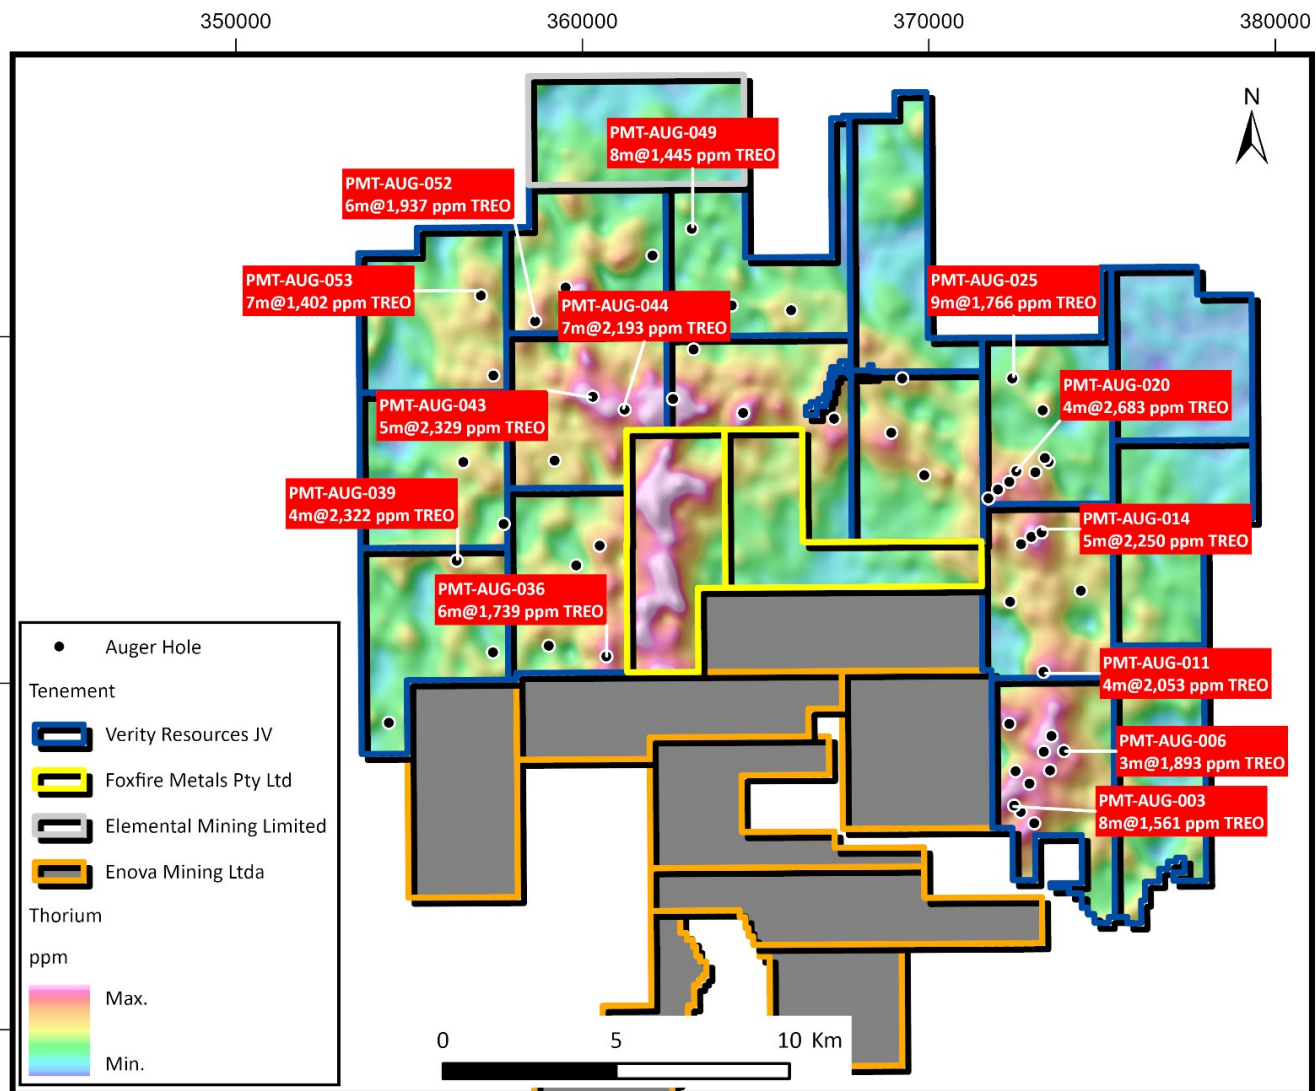 350000
360000
370000
380000
N
PMT-AUG-049
8m@1,445 ppm TREO
PMT-AUG-052
6m@1,937 ppm TREO
PMT-AUG-053
7m@1,402 ppm TREO
PMT-AUG-044
7m@2,193 ppm TREO
PMT-AUG-025
9m@1,766 ppm TREO
PMT-AUG-020
4m@2,683 ppm TREO
PMT-AUG-043
5m@2,329 ppm TREO
PMT-AUG-039
4m@2,322 ppm TREO
PMT-AUG-014
5m@2,250 ppm TREO
PMT-AUG-036
6m@1,739 ppm TREO
PMT-AUG-011
4m@2,053 ppm TREO
PMT-AUG-006
3m@1,893 ppm TREO
PMT-AUG-003
8m@1,561 ppm TREO
Auger Hole
Tenement
Verity Resources JV
Foxfire Metals Pty Ltd
Elemental Mining Limited
Enova Mining Ltda
Thorium
ppm
Max.
Min.
0 5 10 Km